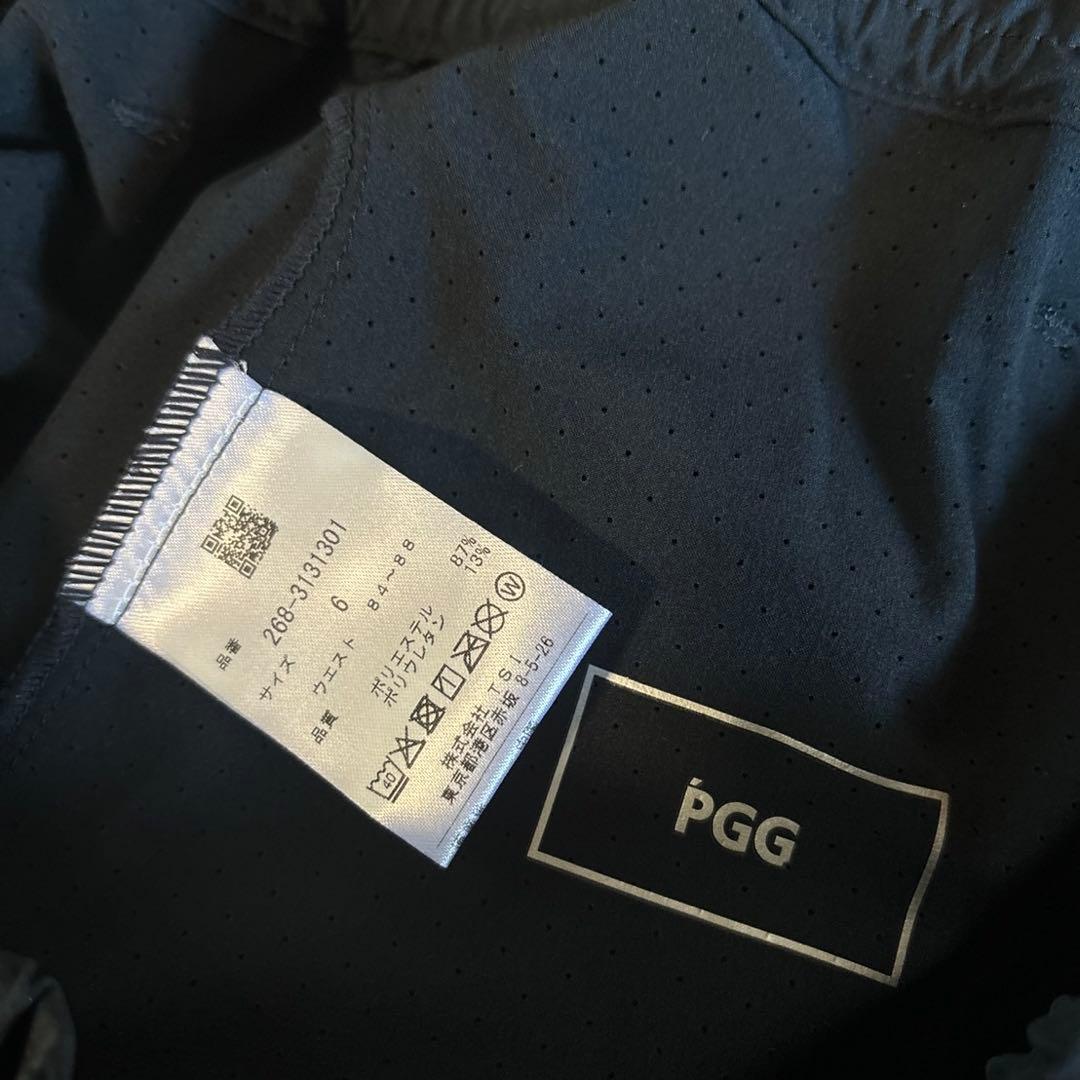 品番
268-3131301
サイズ 6
ウエスト 84~88
品質
ポリエステル 87%
ポリウレタン 13%
40
W
株式会社 TSI
東京都港区赤坂 8-5-26
PGG